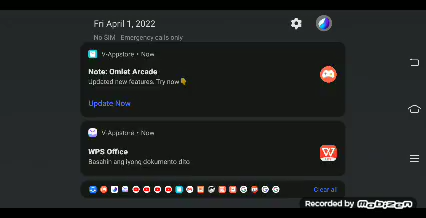 Fri April 1, 2022
No SIM Emergency calls only
V-Appstore • Now
Note: Omlet Arcade
Updated new features. Try now👇
Update Now
V-Appstore • Now
WPS Office
Basahin ang iyong dokumento dito
Clear all
Recorded by Mobizen